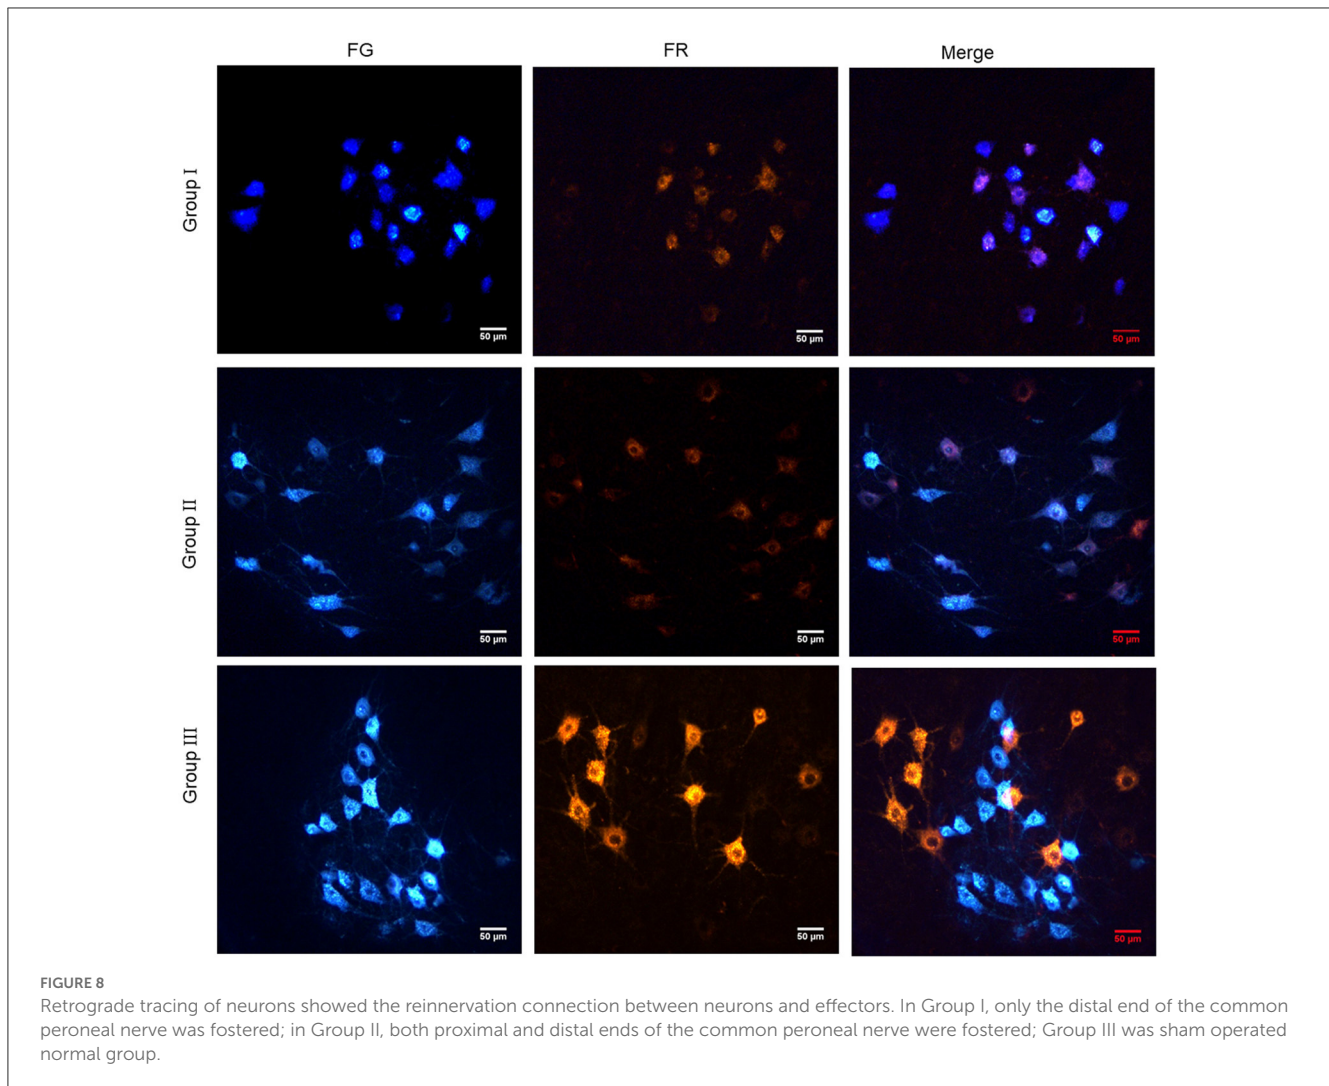 FG FR Merge
Group I
50 µm 50 µm 50 µm
Group II
50 µm 50 µm 50 µm
Group III
50 µm 50 µm 50 µm
FIGURE 8
Retrograde tracing of neurons showed the reinnervation connection between neurons and effectors. In Group I, only the distal end of the common
peroneal nerve was fostered; in Group II, both proximal and distal ends of the common peroneal nerve were fostered; Group III was sham operated
normal group.